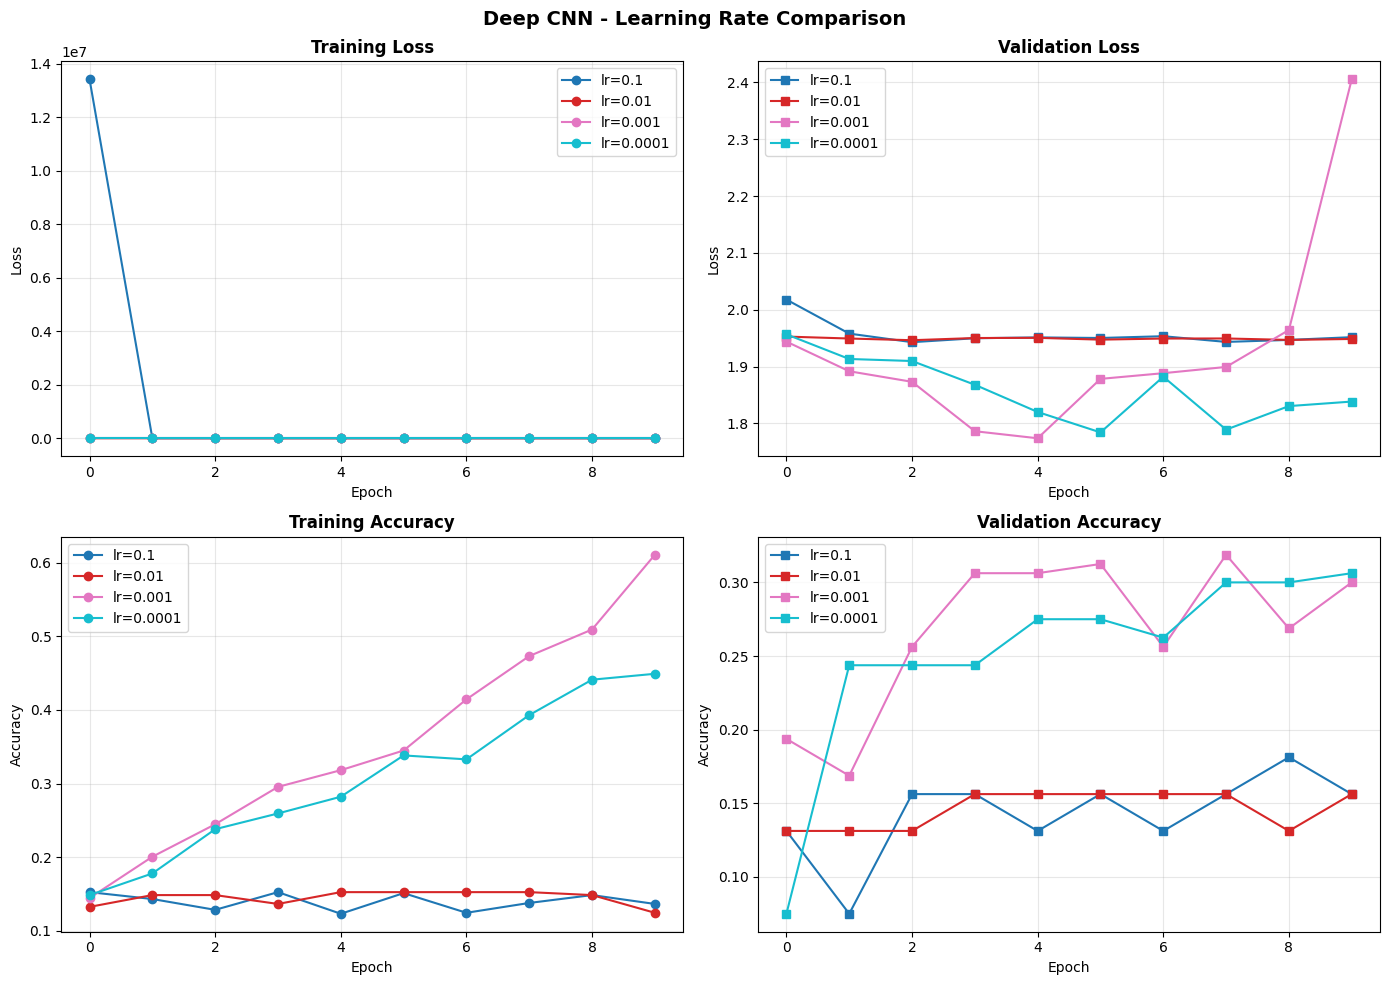 Deep CNN - Learning Rate Comparison
Training Loss
1e7
1.4
1.2
1.0
0.8
0.6
0.4
0.2
0.0
Loss
0 2 4 6 8
Epoch
lr=0.1
lr=0.01
lr=0.001
lr=0.0001
Validation Loss
2.4
2.3
2.2
2.1
2.0
1.9
1.8
Loss
0 2 4 6 8
Epoch
lr=0.1
lr=0.01
lr=0.001
lr=0.0001
Training Accuracy
0.6
0.5
0.4
0.3
0.2
0.1
Accuracy
0 2 4 6 8
Epoch
lr=0.1
lr=0.01
lr=0.001
lr=0.0001
Validation Accuracy
0.30
0.25
0.20
0.15
0.10
Accuracy
0 2 4 6 8
Epoch
lr=0.1
lr=0.01
lr=0.001
lr=0.0001